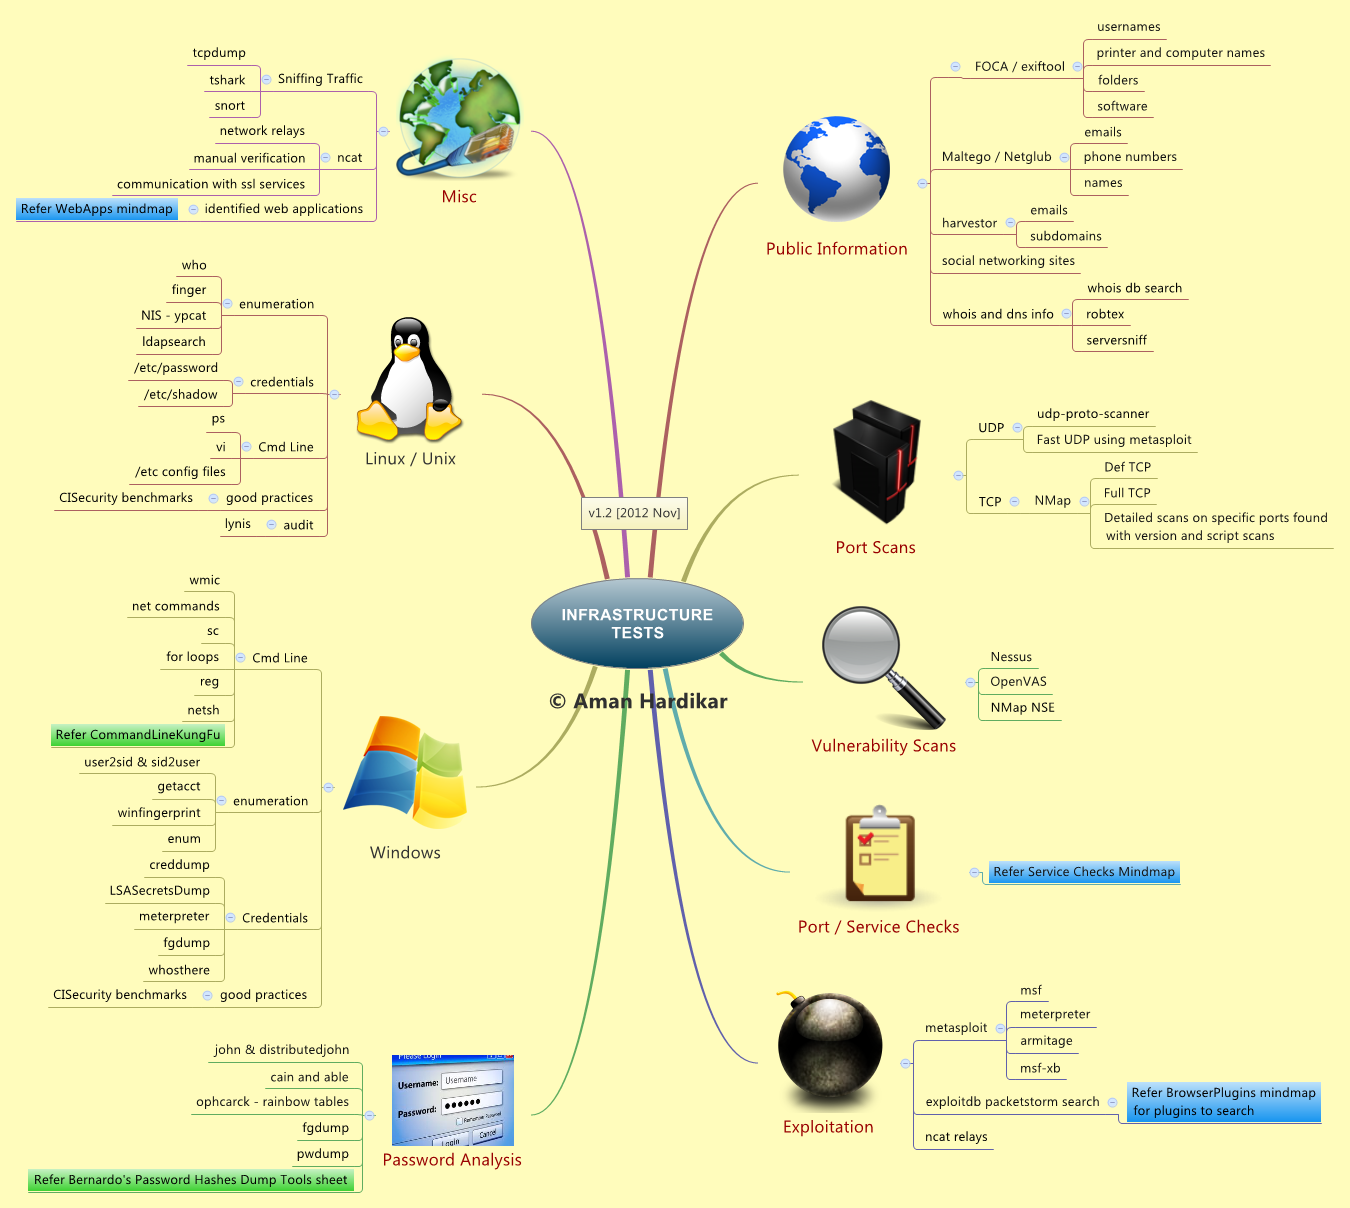 tcpdump
tshark
snort
Sniffing Traffic
network relays
manual verification
communication with ssl services
ncat
Refer WebApps mindmap
identified web applications
Misc
who
finger
NIS - ypcat
ldapsearch
enumeration
/etc/password
/etc/shadow
credentials
ps
vi
/etc config files
Cmd Line
CISecurity benchmarks
good practices
lynis
audit
Linux / Unix
wmic
net commands
sc
for loops
reg
netsh
Refer CommandLineKungFu
Cmd Line
user2sid & sid2user
getacct
winfingerprint
enum
enumeration
creddump
LSASecretsDump
meterpreter
fgdump
whosthere
Credentials
CISecurity benchmarks
good practices
Windows
john & distributedjohn
cain and able
ophcarck - rainbow tables
fgdump
pwdump
Refer Bernardo's Password Hashes Dump Tools sheet
Please Login
Username:
Username
Password:
Remember Password
Login
Cancel
Password Analysis
v1.2 [2012 Nov]
INFRASTRUCTURE
TESTS
© Aman Hardikar
Public Information
FOCA / exiftool
usernames
printer and computer names
folders
software
Maltego / Netglub
emails
phone numbers
names
harvestor
emails
subdomains
social networking sites
whois and dns info
whois db search
robtex
serversniff
Port Scans
UDP
udp-proto-scanner
Fast UDP using metasploit
TCP
NMap
Def TCP
Full TCP
Detailed scans on specific ports found
with version and script scans
Vulnerability Scans
Nessus
OpenVAS
NMap NSE
Port / Service Checks
Refer Service Checks Mindmap
Exploitation
metasploit
msf
meterpreter
armitage
msf-xb
exploitdb packetstorm search
Refer BrowserPlugins mindmap
for plugins to search
ncat relays